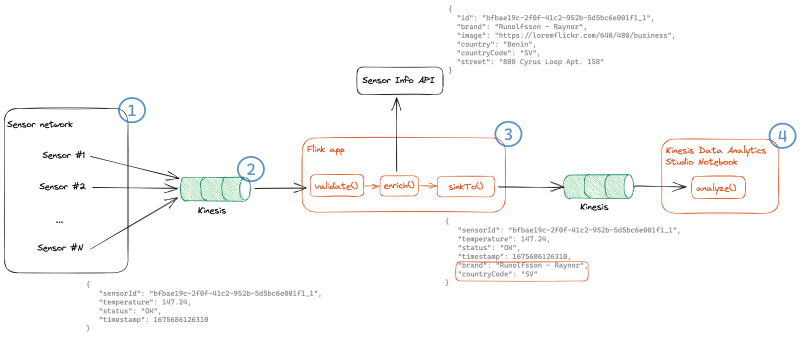 {
"id": "bfbae19c-2f0f-41c2-952b-5d5bc6e001f1_1",
"brand": "Runolfsson - Raynor",
"image": "https://loremflickr.com/640/480/business",
"country": "Benin",
"countryCode": "SV",
"street": "800 Cyrus Loop Apt. 158"
}
Sensor Info API
1
Sensor network
Sensor #1
Sensor #2
...
Sensor #N
2
Kinesis
3
Flink app
validate()
enrich()
sinkTo()
Kinesis
4
Kinesis Data Analytics
Studio Notebook
analyze()
{
"sensorId": "bfbae19c-2f0f-41c2-952b-5d5bc6e001f1_1",
"temperature": 147.24,
"status": "OK",
"timestamp": 1675686126310,
"brand": "Runolfsson - Raynor",
"countryCode": "SV"
}
{
"sensorId": "bfbae19c-2f0f-41c2-952b-5d5bc6e001f1_1",
"temperature": 147.24,
"status": "OK",
"timestamp": 1675686126310
}